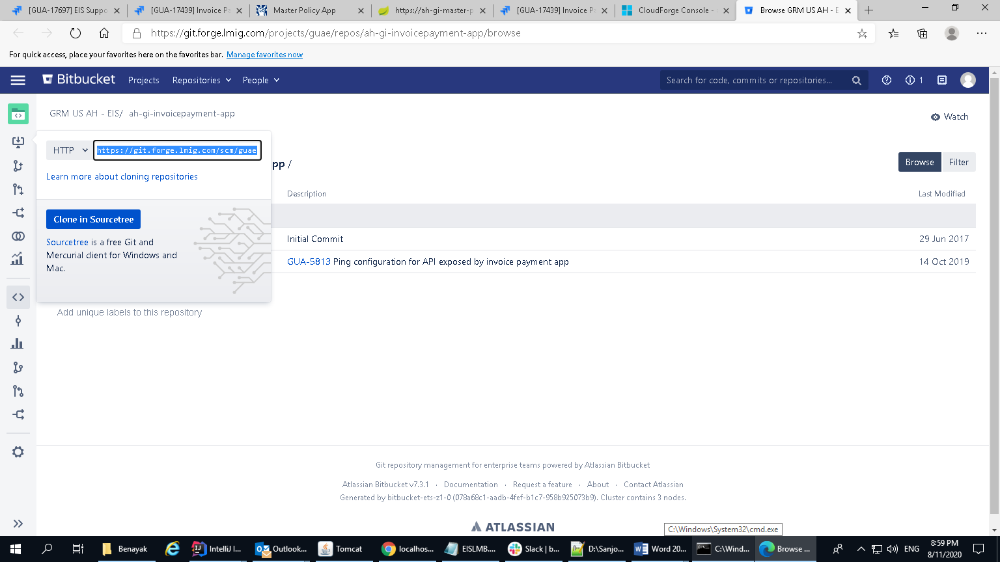 [GUA-17697] EIS Suppo
[GUA-17439] Invoice Pa
Master Policy App
https://ah-gi-master-p
[GUA-17439] Invoice Pa
CloudForge Console -
Browse GRM US AH - E
https://git.forge.lmig.com/projects/guae/repos/ah-gi-invoicepayment-app/browse
For quick access, place your favorites here on the favorites bar. Manage favorites now
Bitbucket Projects Repositories People
Search for code, commits or repositories...
1
GRM US AH - EIS/ ah-gi-invoicepayment-app
Watch
HTTP https://git.forge.lmig.com/scm/guae
Learn more about cloning repositories
pp /
Browse Filter
Description Last Modified
Clone in Sourcetree
Sourcetree is a free Git and
Mercurial client for Windows and
Mac.
Initial Commit 29 Jun 2017
GUA-5813 Ping configuration for API exposed by invoice payment app 14 Oct 2019
Add unique labels to this repository
Git repository management for enterprise teams powered by Atlassian Bitbucket
Atlassian Bitbucket v7.3.1 · Documentation · Request a feature · About · Contact Atlassian
Generated by bitbucket-ets-z1-0 (078a68c1-aadb-4fef-b1c7-958b925073b9). Cluster contains 3 nodes.
ATLASSIAN
C:\Windows\System32\cmd.exe
Benayak
IntelliJ I...
Outlook...
Tomcat
localhos...
EISLMB....
Slack | b...
D:\Sanjo...
Word 20...
C:\Wind...
Browse ...
ENG
8:59 PM
8/11/2020